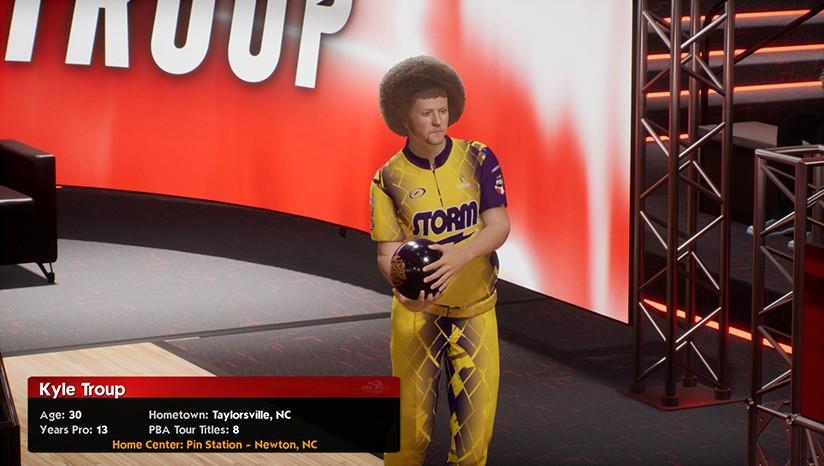 TROUP
STORM
Kyle Troup
Age: 30 Hometown: Taylorsville, NC
Years Pro: 13 PBA Tour Titles: 8
Home Center: Pin Station - Newton, NC